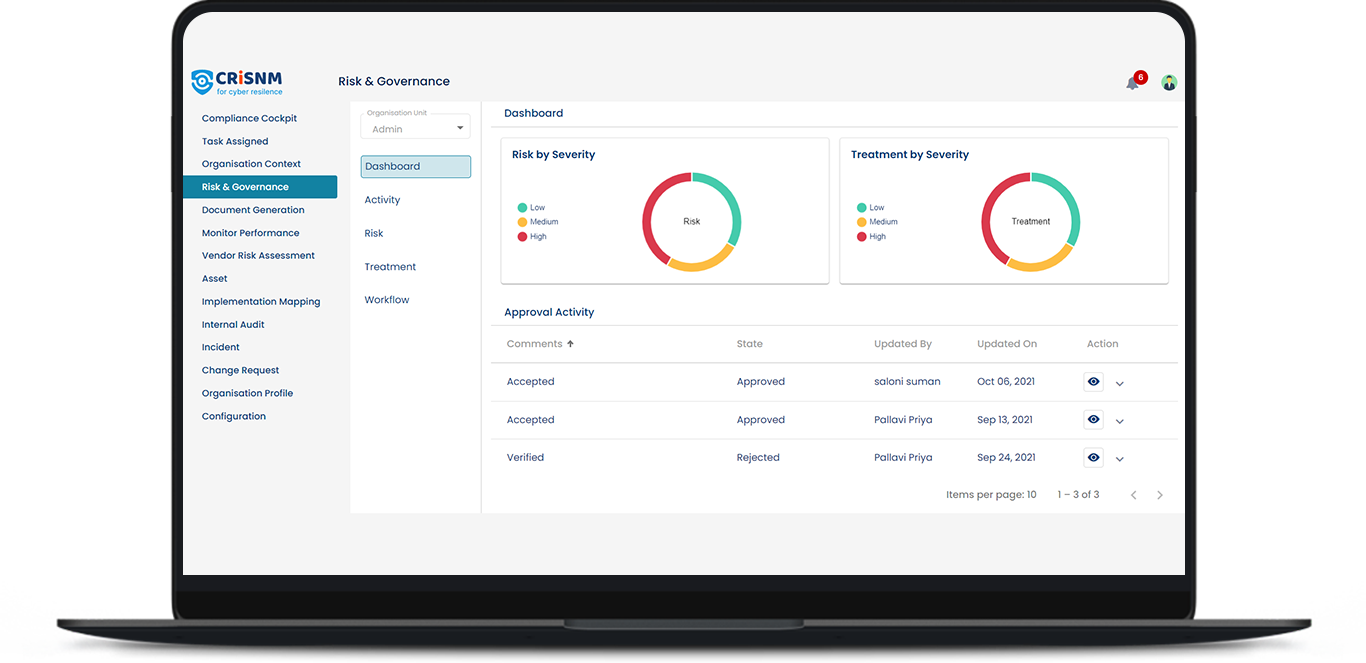 CRiSNM
for cyber resilence
Risk & Governance
6
Compliance Cockpit
Task Assigned
Organisation Context
Risk & Governance
Document Generation
Monitor Performance
Vendor Risk Assessment
Asset
Implementation Mapping
Internal Audit
Incident
Change Request
Organisation Profile
Configuration
Organisation Unit
Admin
Dashboard
Activity
Risk
Treatment
Workflow
Dashboard
Risk by Severity
Low
Medium
High
Risk
Treatment by Severity
Low
Medium
High
Treatment
Approval Activity
Comments State Updated By Updated On Action
Accepted Approved saloni suman Oct 06, 2021
Accepted Approved Pallavi Priya Sep 13, 2021
Verified Rejected Pallavi Priya Sep 24, 2021
Items per page: 10 1 – 3 of 3